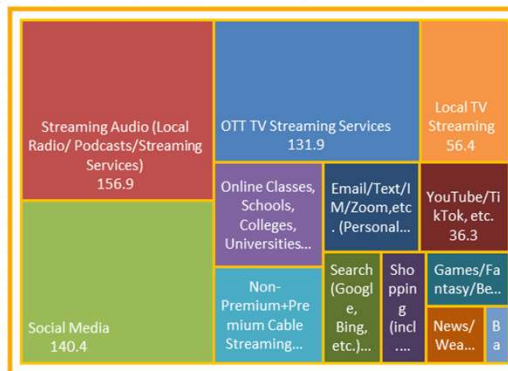 Streaming Audio (Local
Radio/ Podcasts/Streaming
Services)
156.9
Social Media
140.4
OTT TV Streaming Services
131.9
Local TV
Streaming
56.4
Online Classes,
Schools,
Colleges,
Universities...
Email/Text/I
M/Zoom,etc
. (Personal...
YouTube/Ti
kTok, etc.
36.3
Non-
Premium+Pre
mium Cable
Streaming...
Search
(Googl
e,
Bing,
etc.)...
Sho
ppin
g
(incl
. ...
Games/Fa
ntasy/Be...
News/
Wea...
B
a